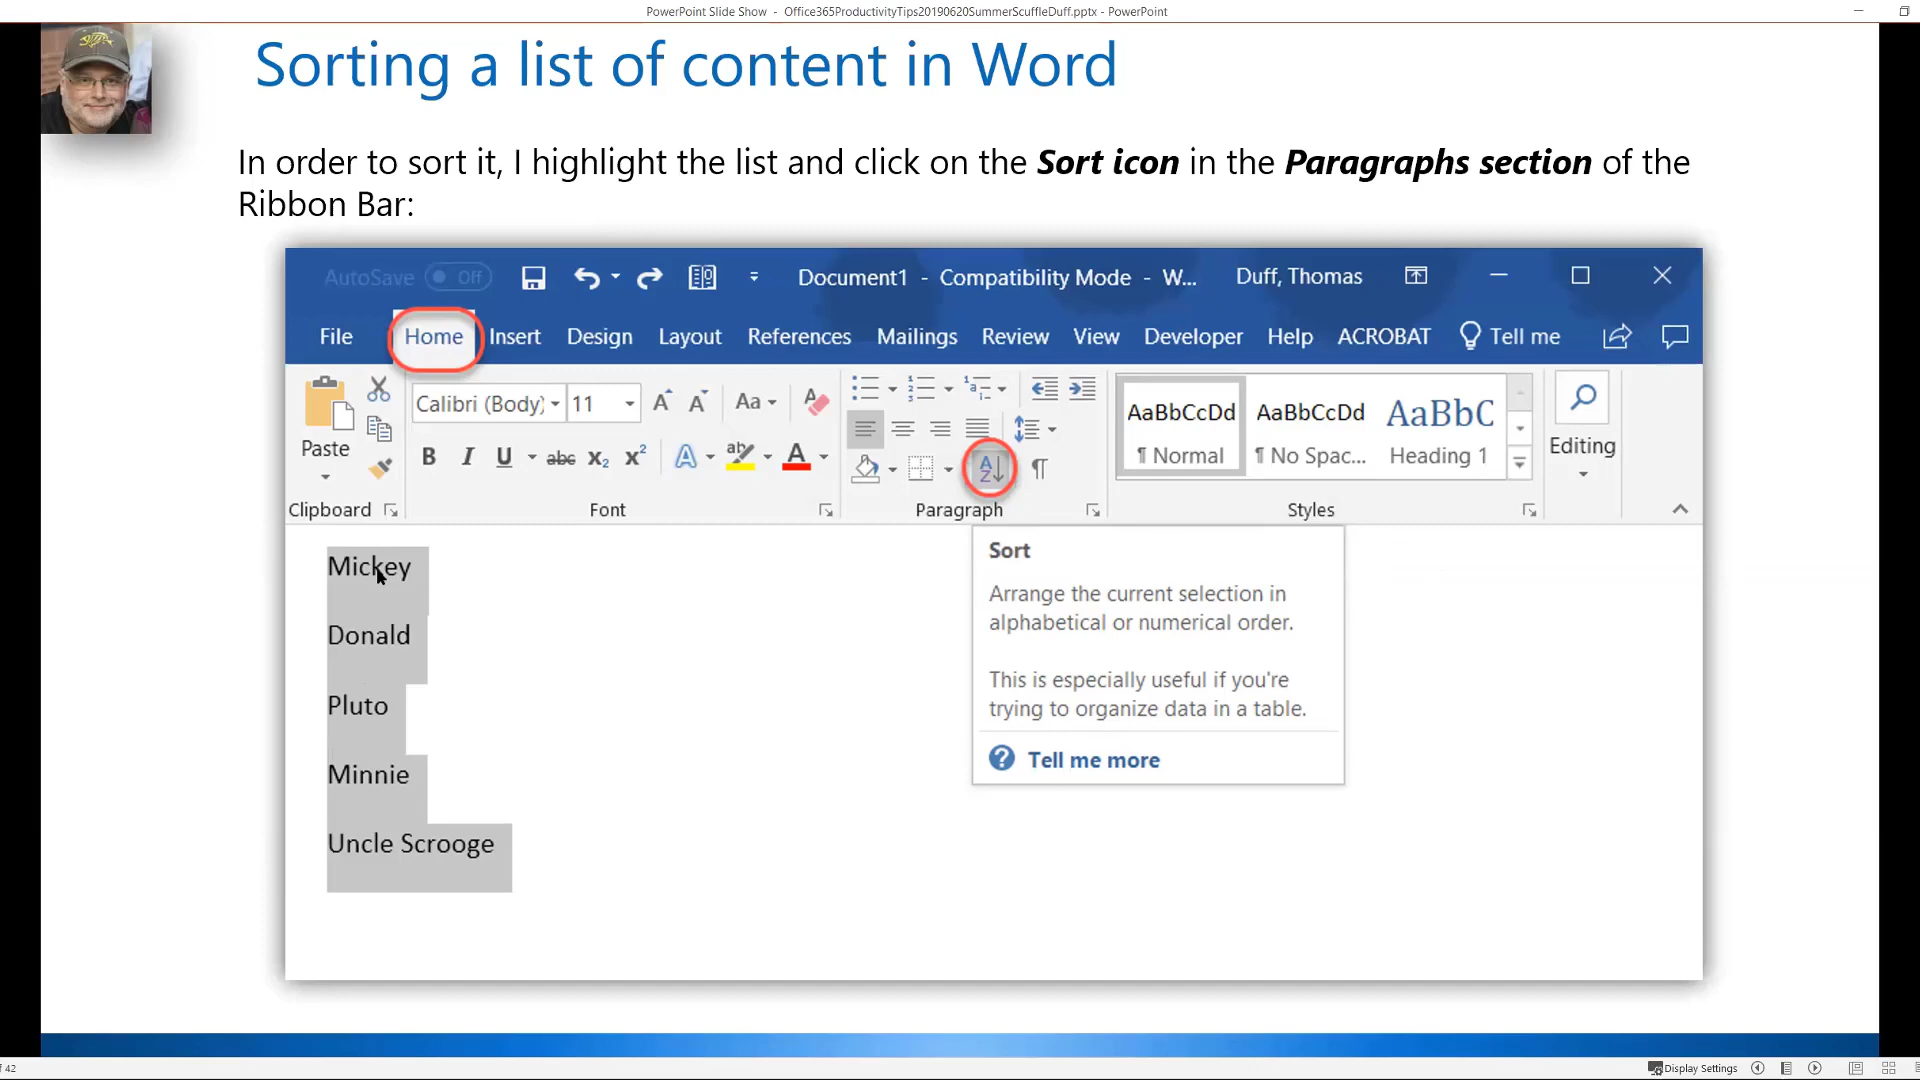 PowerPoint Slide Show - Office365ProductivityTips20190620SummerScuffleDuff.pptx - PowerPoint
Sorting a list of content in Word
In order to sort it, I highlight the list and click on the Sort icon in the Paragraphs section of the
Ribbon Bar:
AutoSave Off Document1 - Compatibility Mode - W... Duff, Thomas
File Home Insert Design Layout References Mailings Review View Developer Help ACROBAT Tell me
Calibri (Body) 11 A A Aa A
Paste
B I U abc x₂ x² A aby A
A Z
AaBbCcDd AaBbCcDd AaBbC
¶ Normal ¶ No Spac... Heading 1
Editing
Clipboard Font Paragraph Styles
Mickey
Donald
Pluto
Minnie
Uncle Scrooge
Sort
Arrange the current selection in
alphabetical or numerical order.
This is especially useful if you're
trying to organize data in a table.
Tell me more
f 42 Display Settings